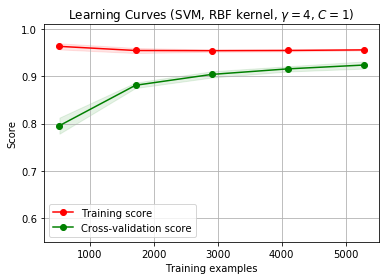 Learning Curves (SVM, RBF kernel, γ = 4, C = 1)
1.0
0.9
0.8
0.7
0.6
Score
Training score
Cross-validation score
1000 2000 3000 4000 5000
Training examples